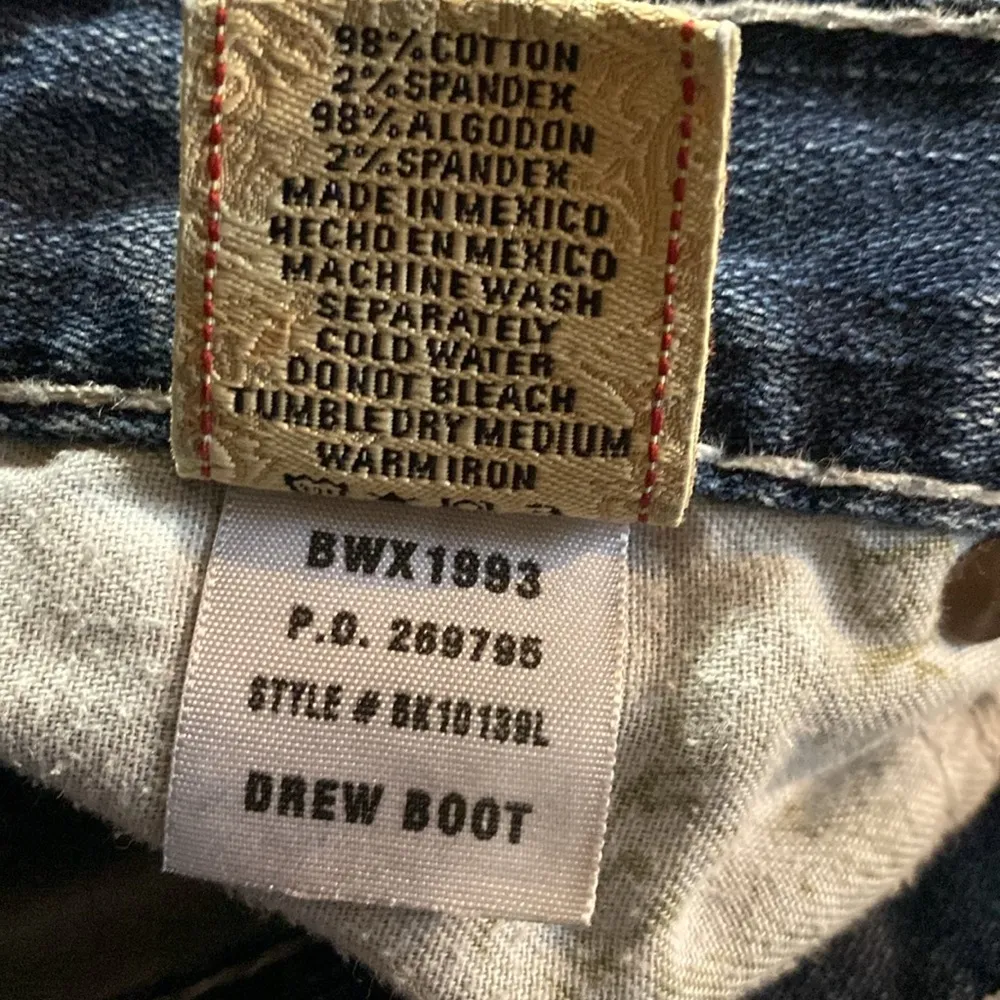 98% COTTON
2% SPANDEX
98% ALGODON
2% SPANDEX
MADE IN MEXICO
HECHO EN MEXICO
MACHINE WASH
SEPARATELY
COLD WATER
DO NOT BLEACH
TUMBLE DRY MEDIUM
WARM IRON
BWX1993
P.O. 269795
STYLE # BK10139L
DREW BOOT